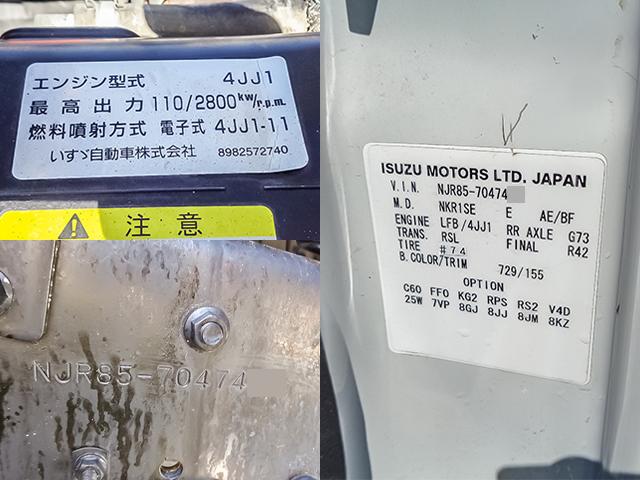 エンジン型式 4JJ1
最高出力 110/2800kw/r.p.m.
燃料噴射方式 電子式 4JJ1-11
いすゞ自動車株式会社 8982572740
注意
NJR85-70474
ISUZU MOTORS LTD. JAPAN
V.I.N. NJR85-70474
M.D. NKR1SE E AE/BF
ENGINE LFB/4JJ1 RR AXLE G73
TRANS. RSL FINAL R42
TIRE #74
B.COLOR/TRIM 729/155
OPTION
C60 FFO KG2 RPS RS2 V4D
25W 7VP 8GJ 8JJ 8JM 8KZ